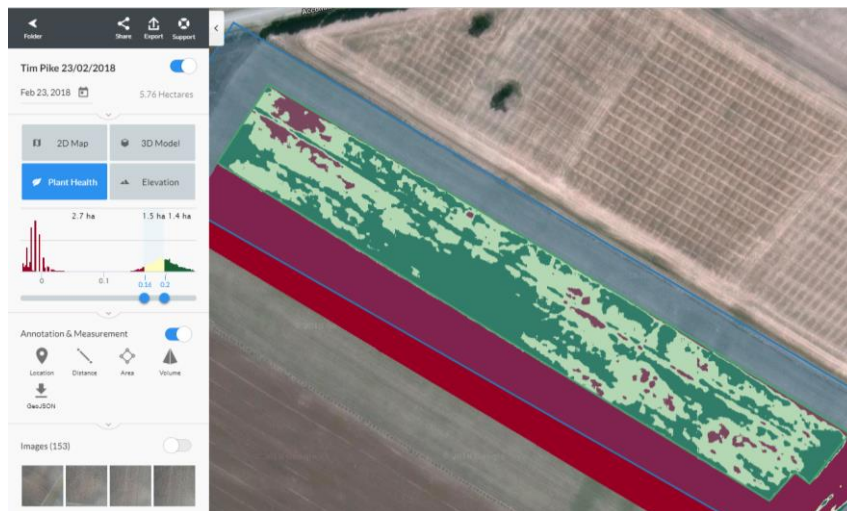 Folder
Share Export Support
Tim Pike 23/02/2018
Feb 23, 2018 5.76 Hectares
2D Map 3D Model
Plant Health Elevation
2.7 ha 1.5 ha 1.4 ha
0 0.1 0.16 0.2
Annotation & Measurement
Location Distance Area Volume
GeoJSON
Images (153)